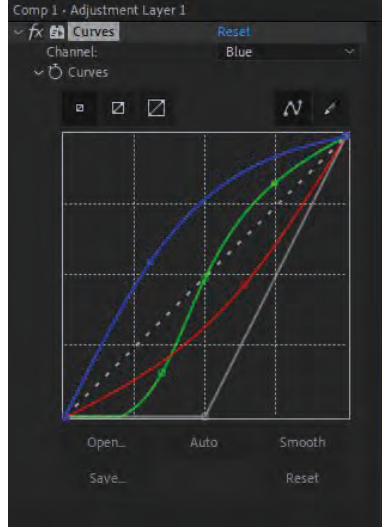 Comp 1 • Adjustment Layer 1
fx Curves Reset
Channel: Blue
Curves
Open... Auto Smooth
Save... Reset